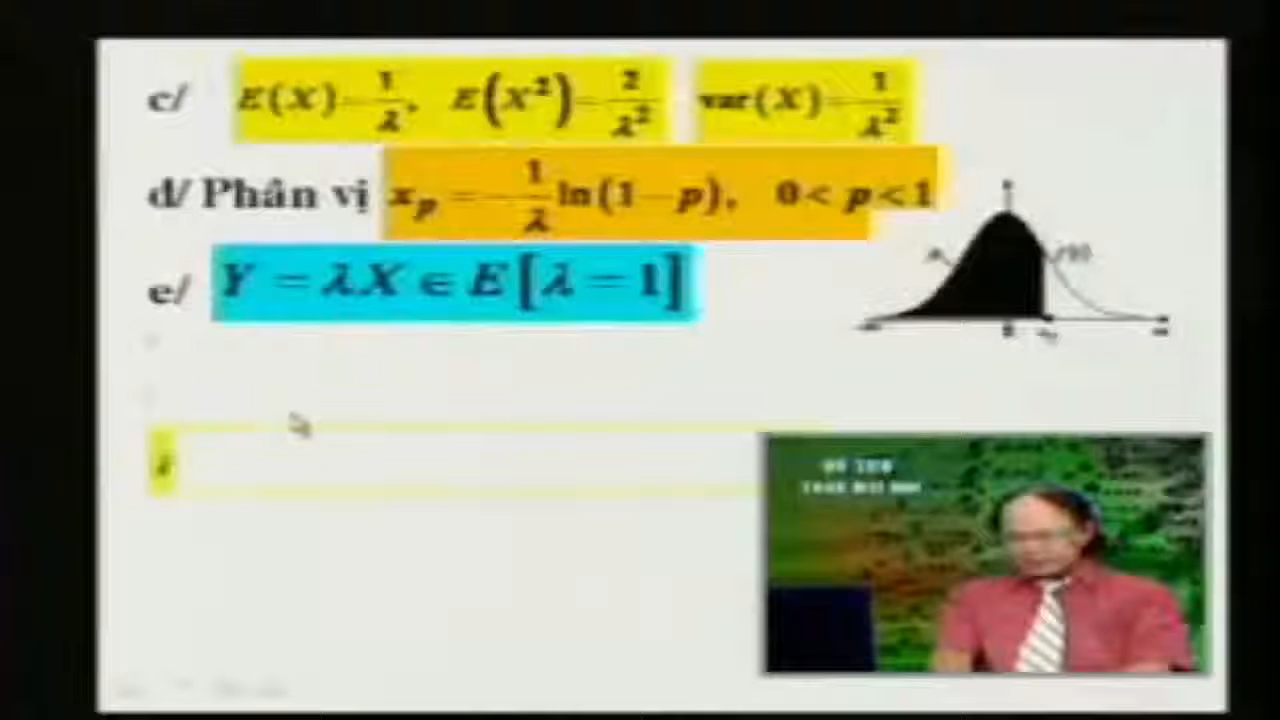 c/ E(X) = 1/λ, E(X²) = 2/λ² var(X) = 1/λ²
d/ Phân vị x_p = -1/λ ln(1 - p), 0 < p < 1
e/ Y = λX ∈ E[λ = 1]